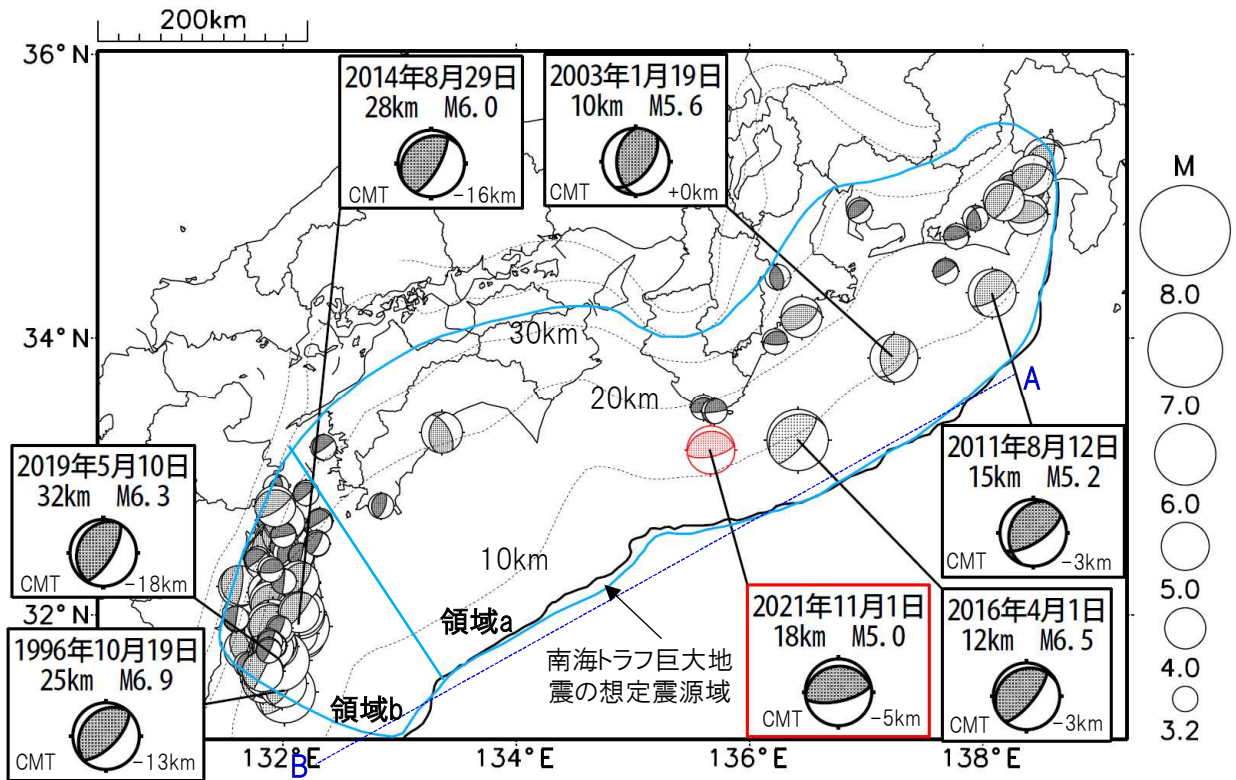 200km
36°N
34°N
32°N
132°E
134°E
136°E
138°E
2014年8月29日
28km M6.0
CMT
-16km
2003年1月19日
10km M5.6
CMT
+0km
2019年5月10日
32km M6.3
CMT
-18km
1996年10月19日
25km M6.9
CMT
-13km
2021年11月1日
18km M5.0
CMT
-5km
2016年4月1日
12km M6.5
CMT
-3km
2011年8月12日
15km M5.2
CMT
-3km
30km
20km
10km
領域a
領域b
南海トラフ巨大地
震の想定震源域
A
B
M
8.0
7.0
6.0
5.0
4.0
3.2